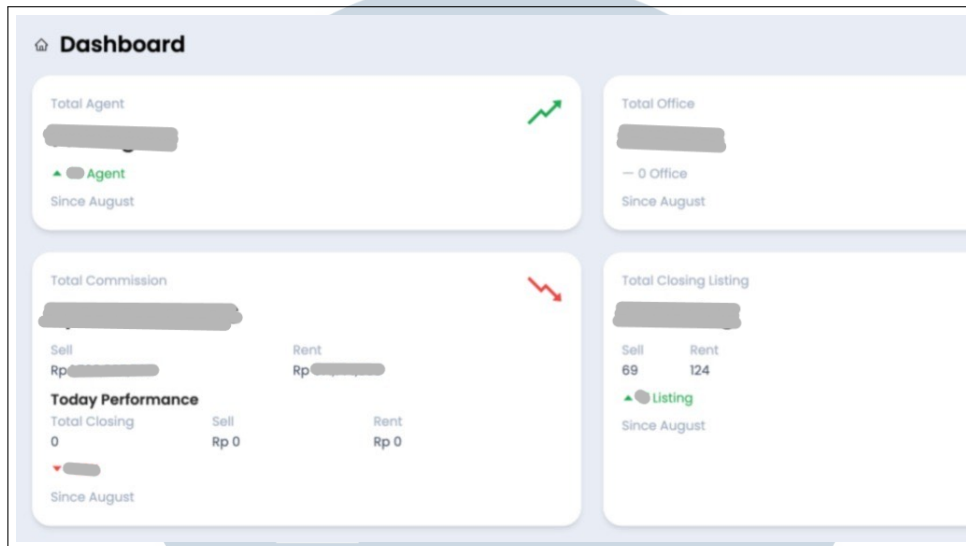 Dashboard
Total Agent
Agent
Since August
Total Office
— 0 Office
Since August
Total Commission
Sell Rent
Rp Rp
Today Performance
Total Closing Sell Rent
0 Rp 0 Rp 0
Since August
Total Closing Listing
Sell Rent
69 124
Listing
Since August